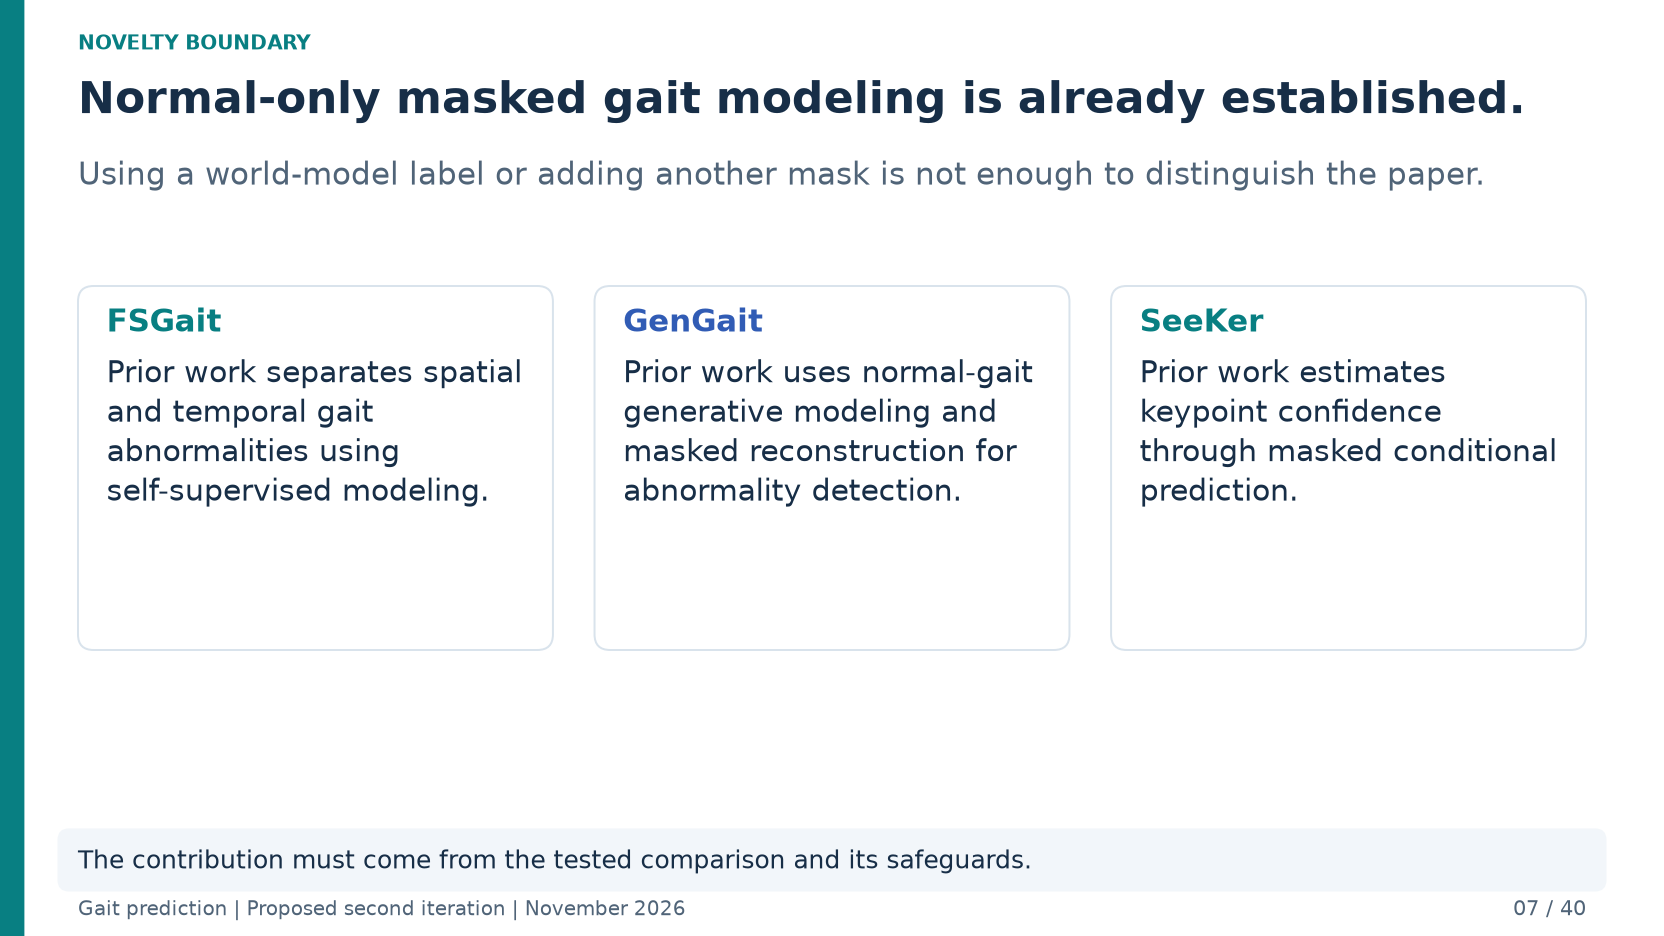 NOVELTY BOUNDARY
Normal-only masked gait modeling is already established.
Using a world-model label or adding another mask is not enough to distinguish the paper.
FSGait
Prior work separates spatial
and temporal gait
abnormalities using
self-supervised modeling.
GenGait
Prior work uses normal-gait
generative modeling and
masked reconstruction for
abnormality detection.
SeeKer
Prior work estimates
keypoint confidence
through masked conditional
prediction.
The contribution must come from the tested comparison and its safeguards.
Gait prediction | Proposed second iteration | November 2026
07 / 40